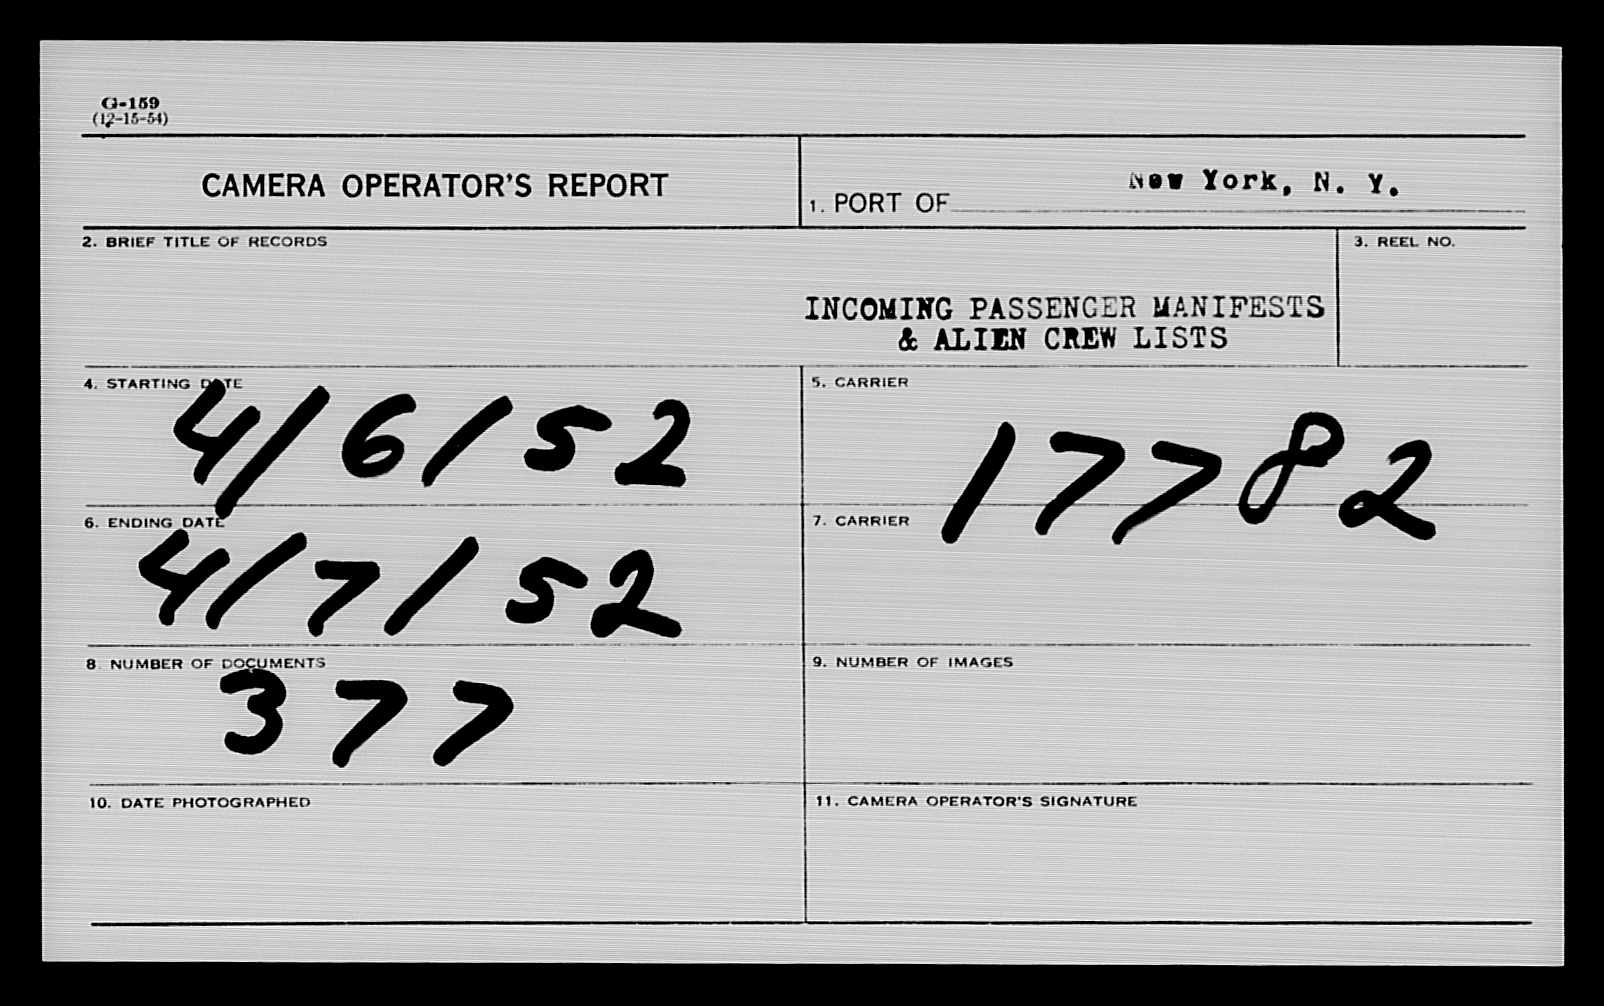 G-159
(12-15-54)
CAMERA OPERATOR'S REPORT
1. PORT OF New York, N. Y.
2. BRIEF TITLE OF RECORDS
3. REEL NO.
INCOMING PASSENGER MANIFESTS
& ALIEN CREW LISTS
4. STARTING DATE
4/6/52
5. CARRIER
17782
6. ENDING DATE
4/7/52
7. CARRIER
8. NUMBER OF DOCUMENTS
377
9. NUMBER OF IMAGES
10. DATE PHOTOGRAPHED
11. CAMERA OPERATOR'S SIGNATURE